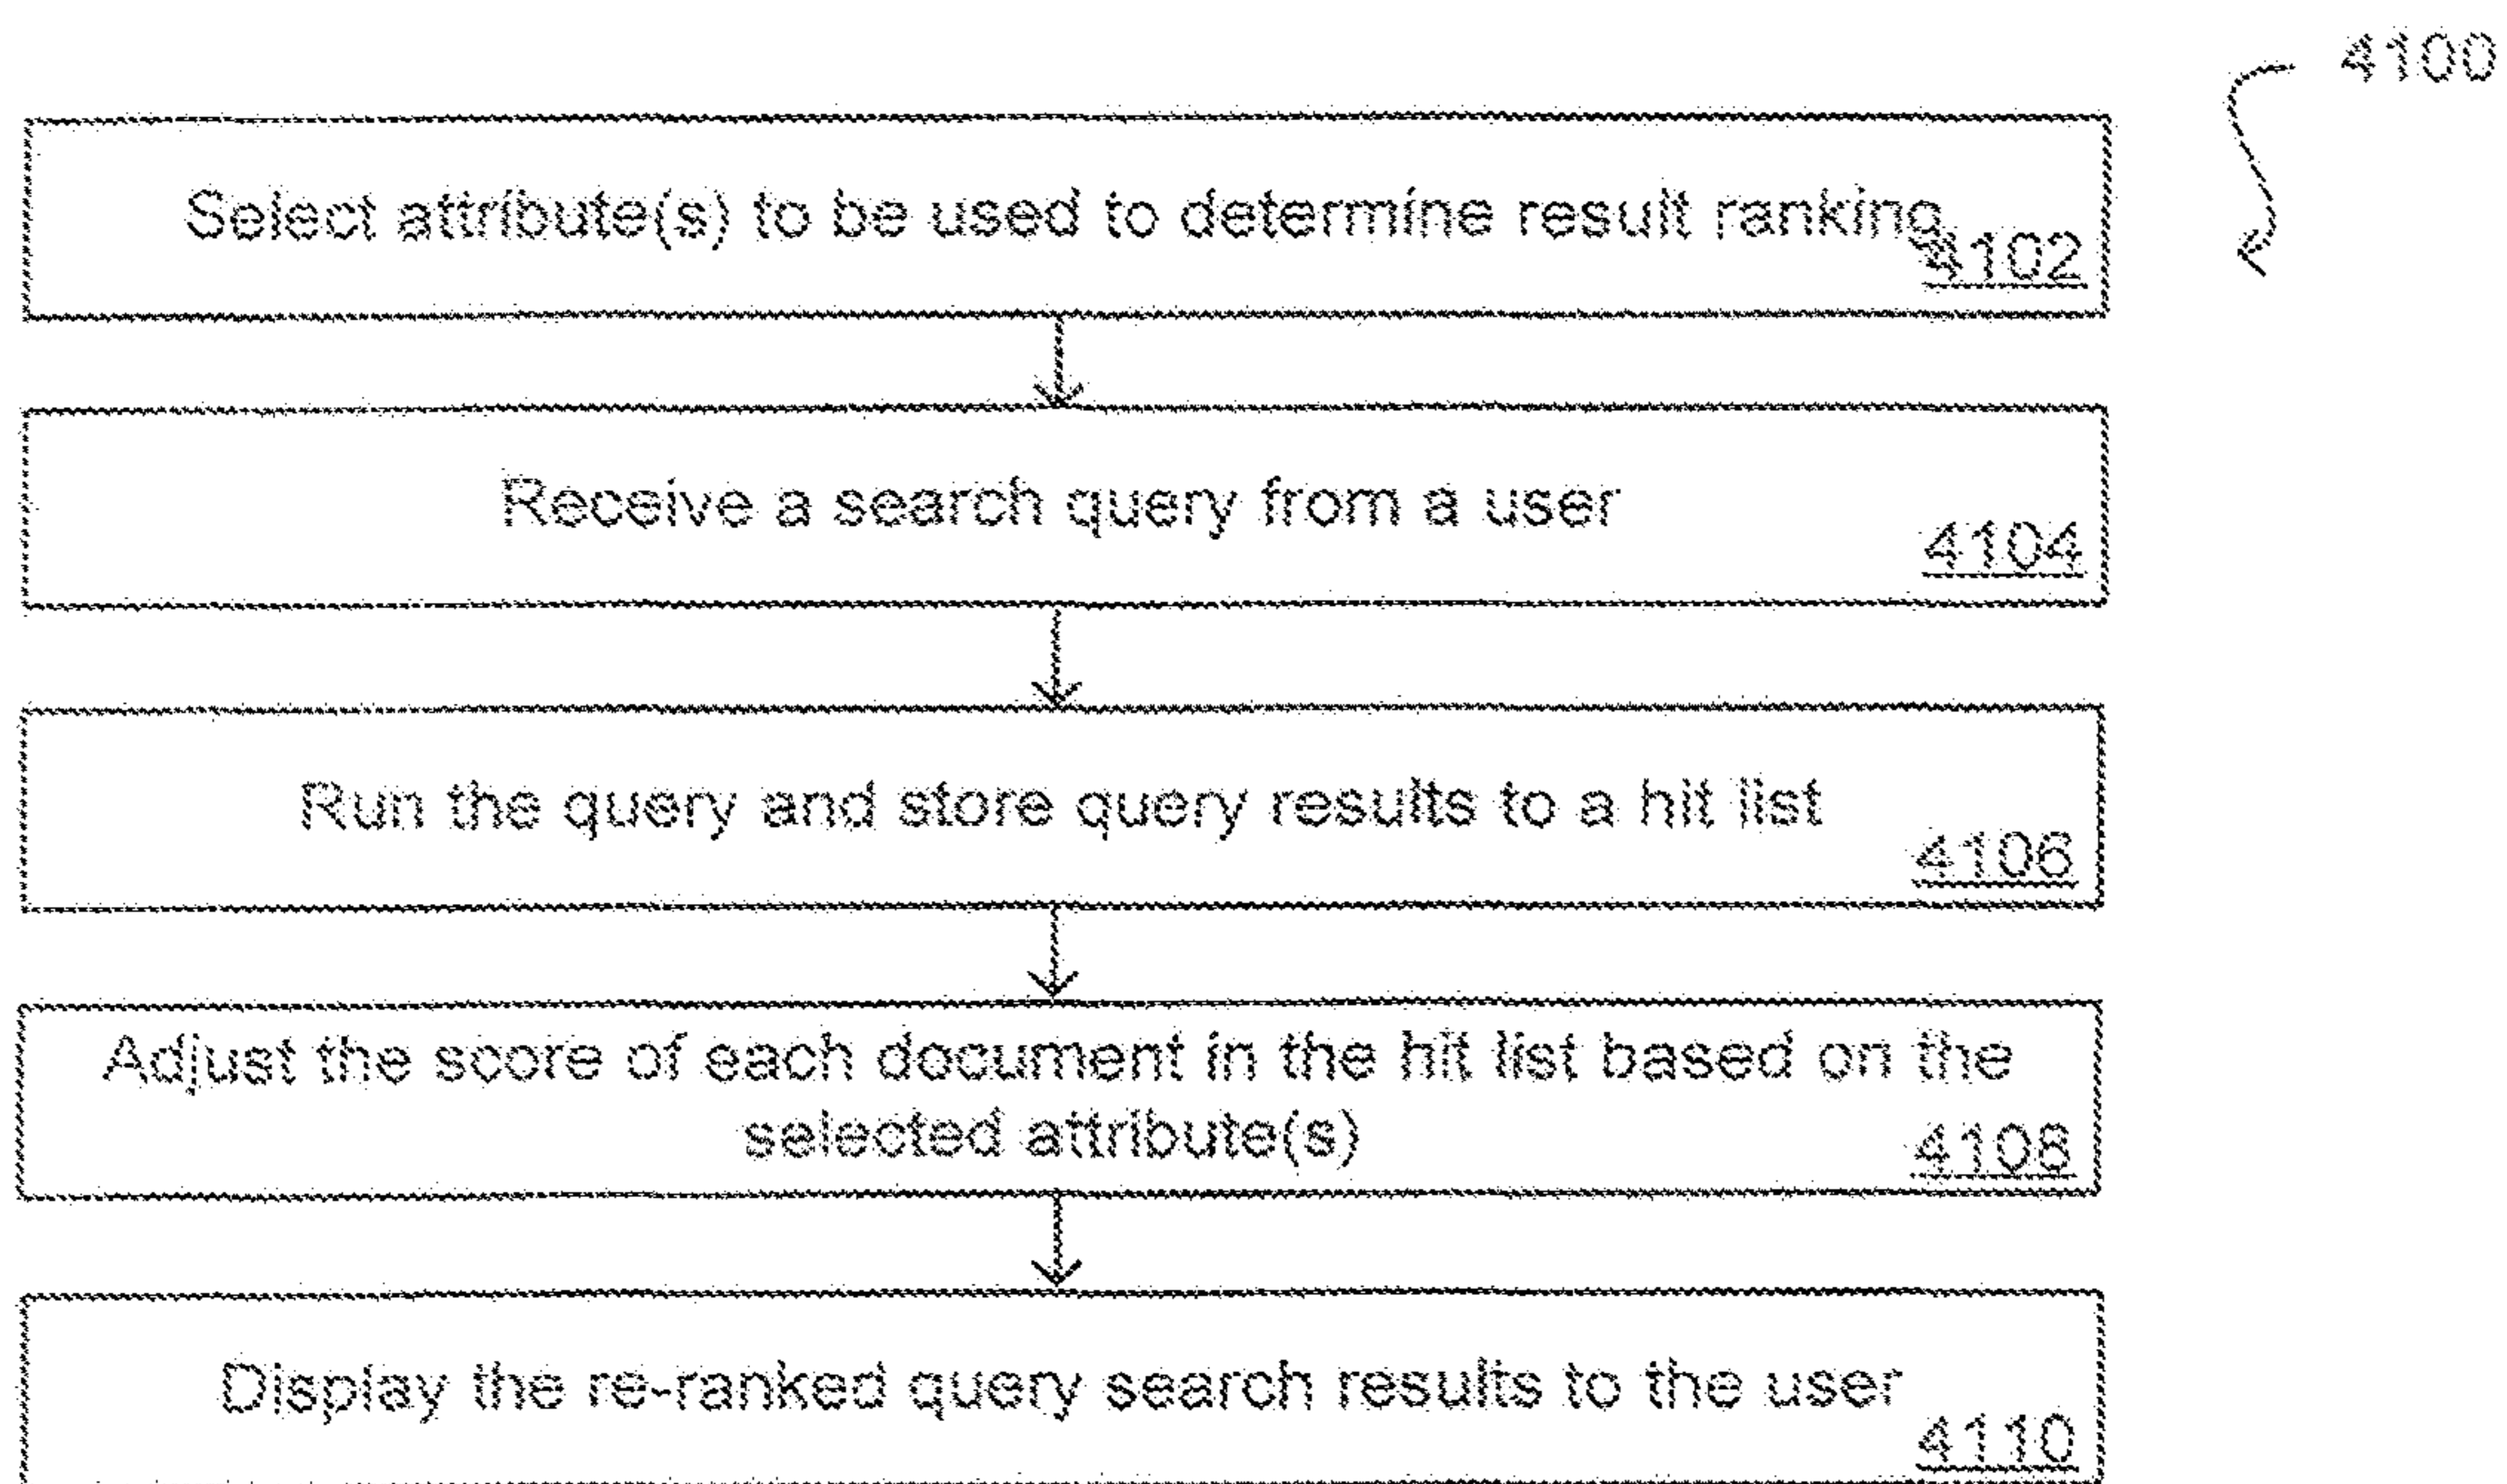 4100
Select attribute(s) to be used to determine result ranking
4102
Receive a search query from a user
4104
Run the query and store query results to a hit list
4106
Adjust the score of each document in the hit list based on the
selected attribute(s)
4108
Display the re-ranked query search results to the user
4110